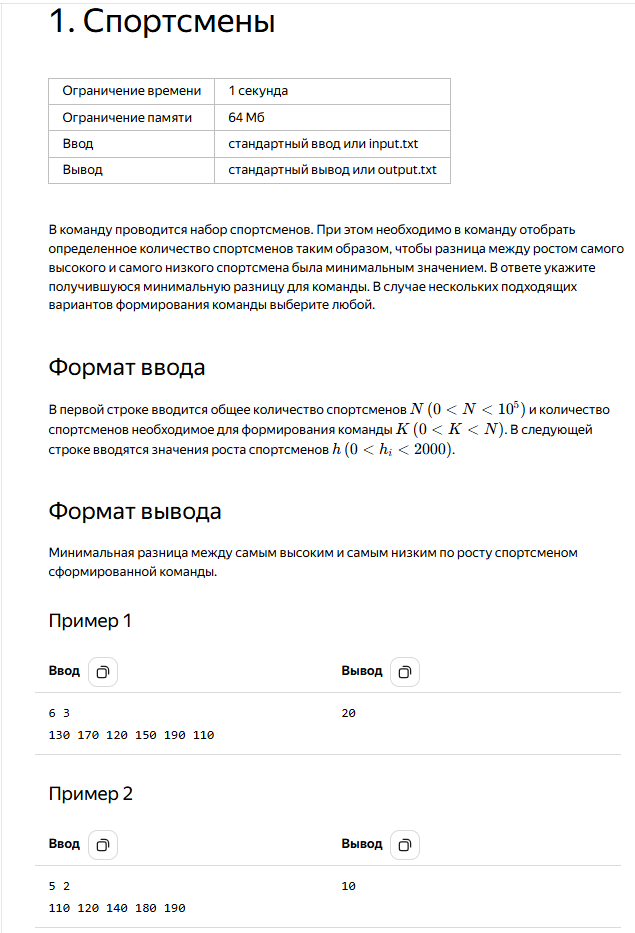 1. Спортсмены
Ограничение времени 1 секунда
Ограничение памяти 64 Мб
Ввод стандартный ввод или input.txt
Вывод стандартный вывод или output.txt
В команду проводится набор спортсменов. При этом необходимо в команду отобрать
определенное количество спортсменов таким образом, чтобы разница между ростом самого
высокого и самого низкого спортсмена была минимальным значением. В ответе укажите
получившуюся минимальную разницу для команды. В случае нескольких подходящих
вариантов формирования команды выберите любой.
Формат ввода
В первой строке вводится общее количество спортсменов N (0 < N < 10⁵) и количество
спортсменов необходимое для формирования команды K (0 < K < N). В следующей
строке вводятся значения роста спортсменов h (0 < hᵢ < 2000).
Формат вывода
Минимальная разница между самым высоким и самым низким по росту спортсменом
сформированной команды.
Пример 1
Ввод Вывод
6 3 20
130 170 120 150 190 110
Пример 2
Ввод Вывод
5 2 10
110 120 140 180 190